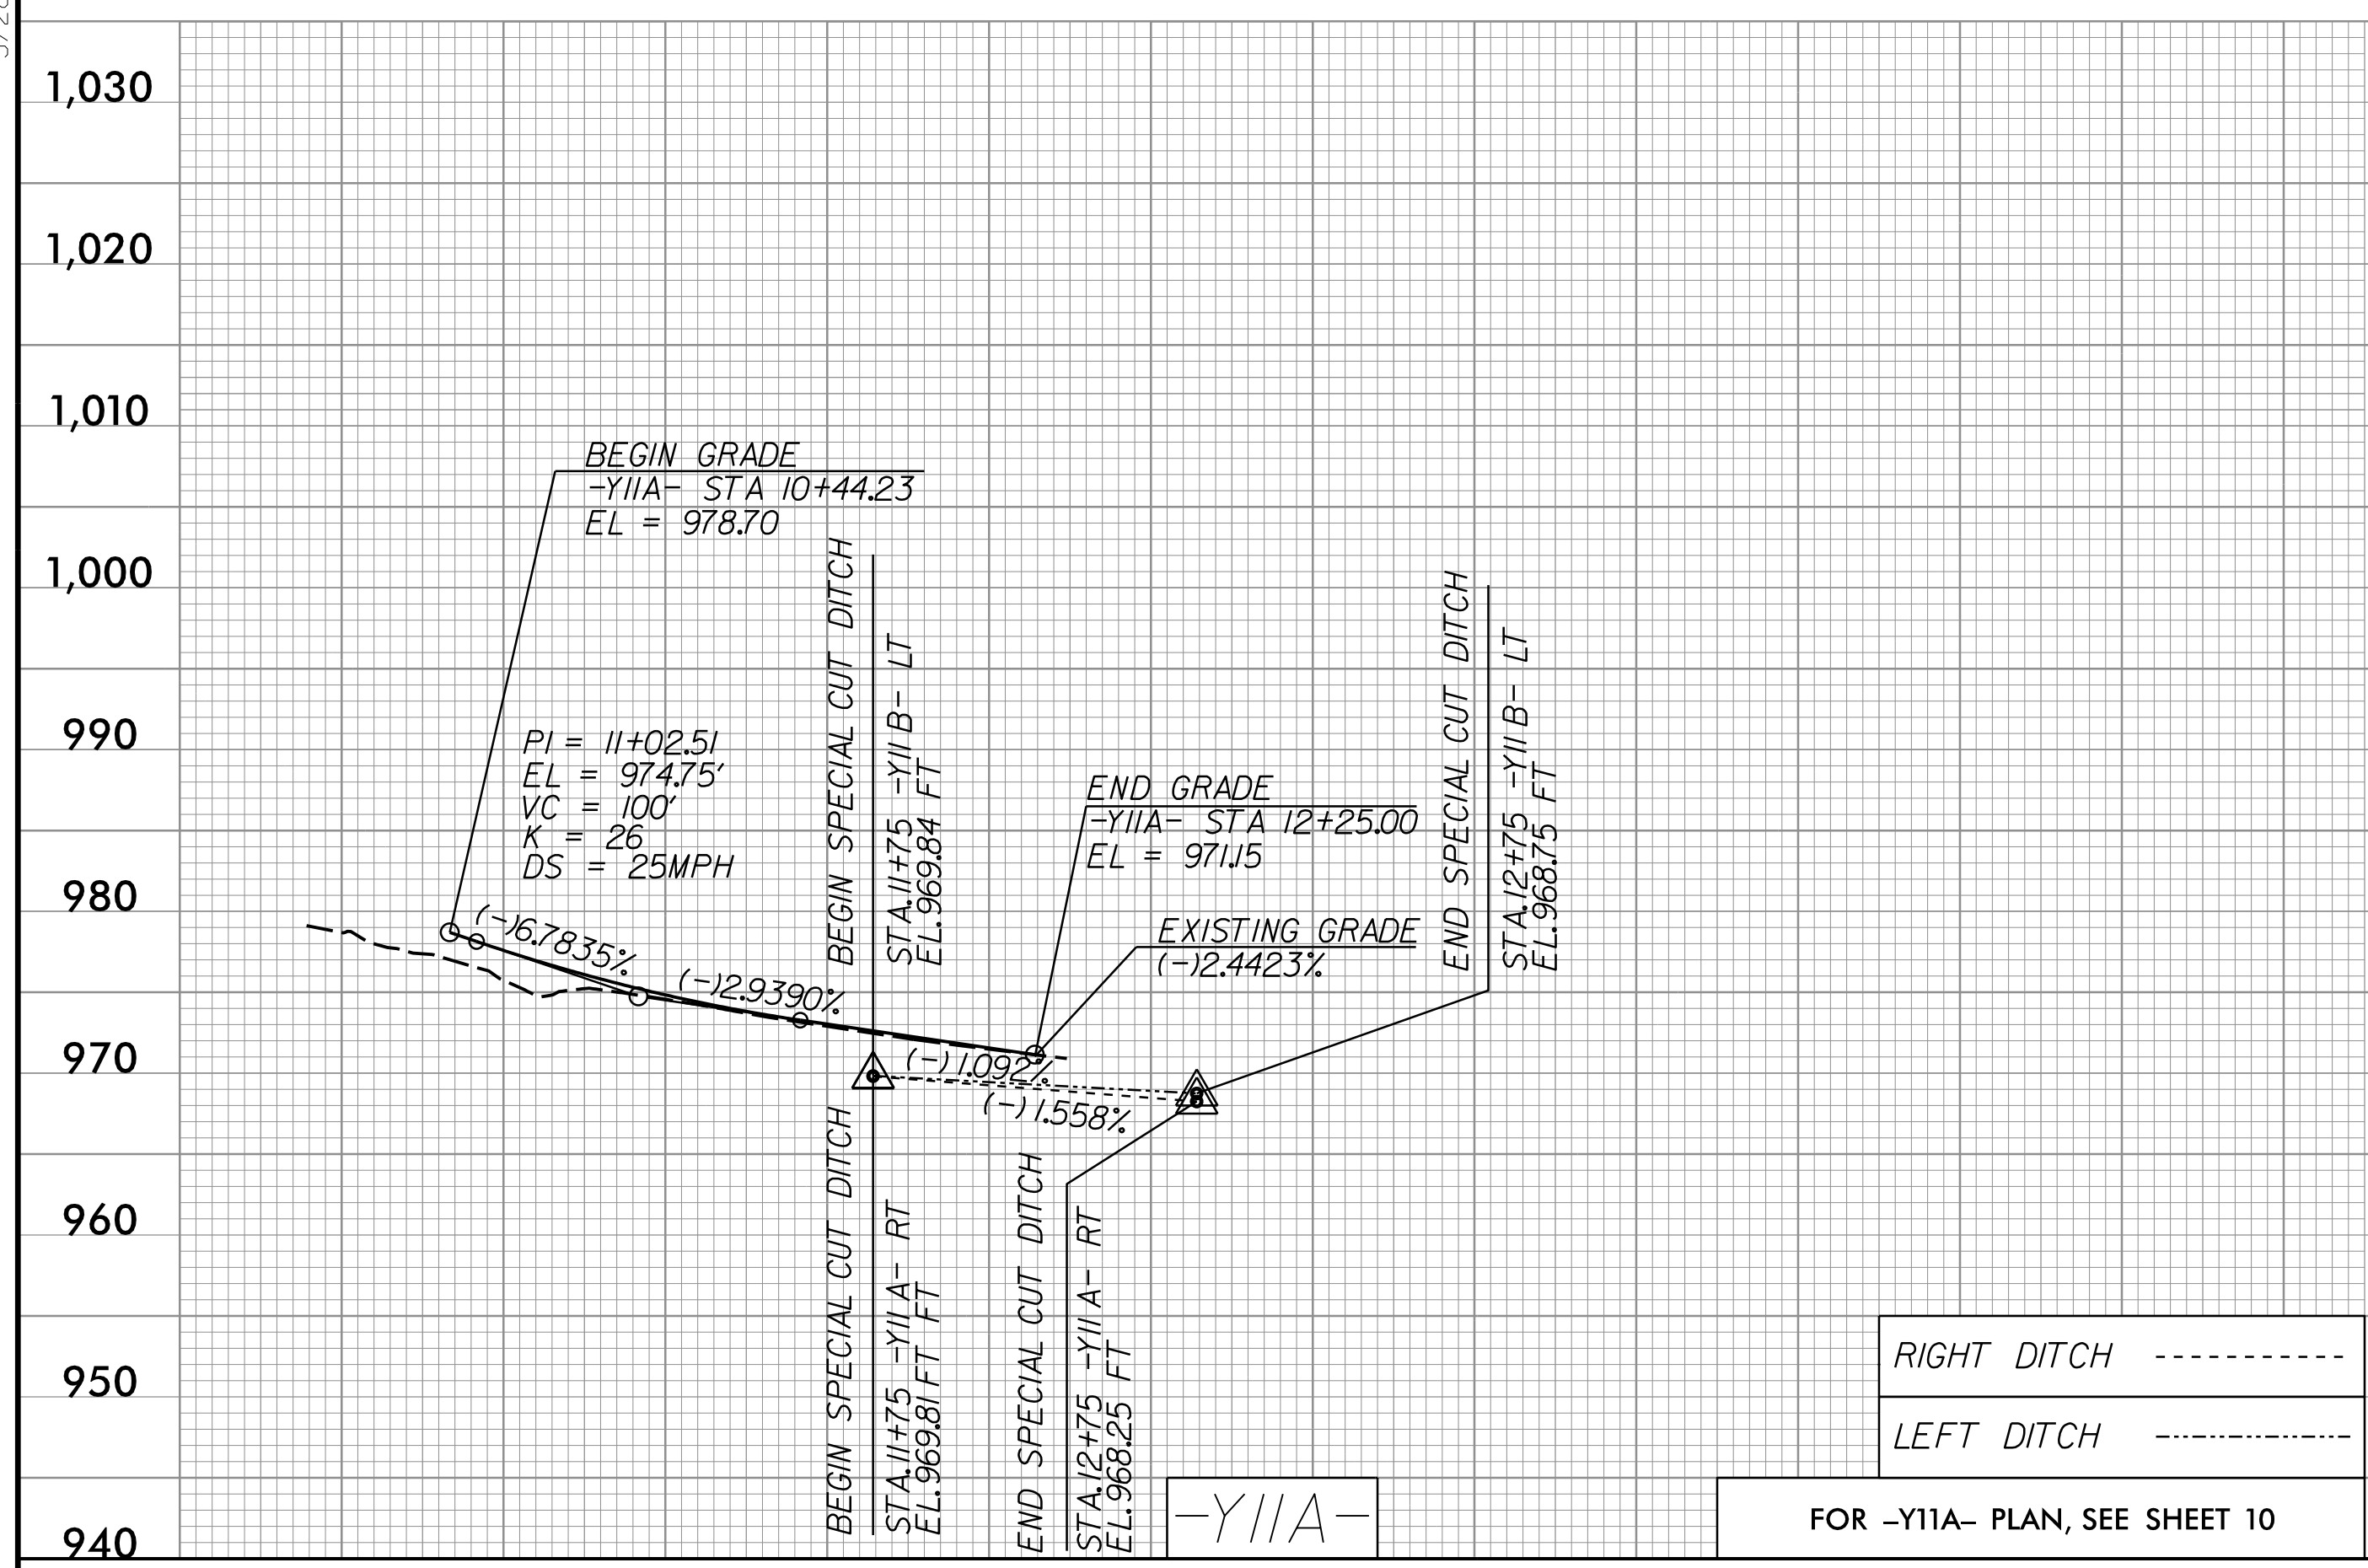 1,030
1,020
1,010
1,000
990
980
970
960
950
940
BEGIN GRADE
-Y11A- STA 10+44.23
EL = 978.70
PI = 11+02.51
EL = 974.75'
VC = 100'
K = 26
DS = 25MPH
(-)6.7835%
(-)2.9390%
BEGIN SPECIAL CUT DITCH
STA.11+75 -Y11B- LT
EL.969.84 FT
END GRADE
-Y11A- STA 12+25.00
EL = 971.15
EXISTING GRADE
(-)2.4423%
END SPECIAL CUT DITCH
STA.12+75 -Y11B- LT
EL.968.75 FT
(-)1.092%
(-)1.558%
BEGIN SPECIAL CUT DITCH
STA.11+75 -Y11A- RT
EL.969.81FT FT
END SPECIAL CUT DITCH
STA.12+75 -Y11A- RT
EL.968.25 FT
-Y11A-
RIGHT DITCH
LEFT DITCH
FOR -Y11A- PLAN, SEE SHEET 10